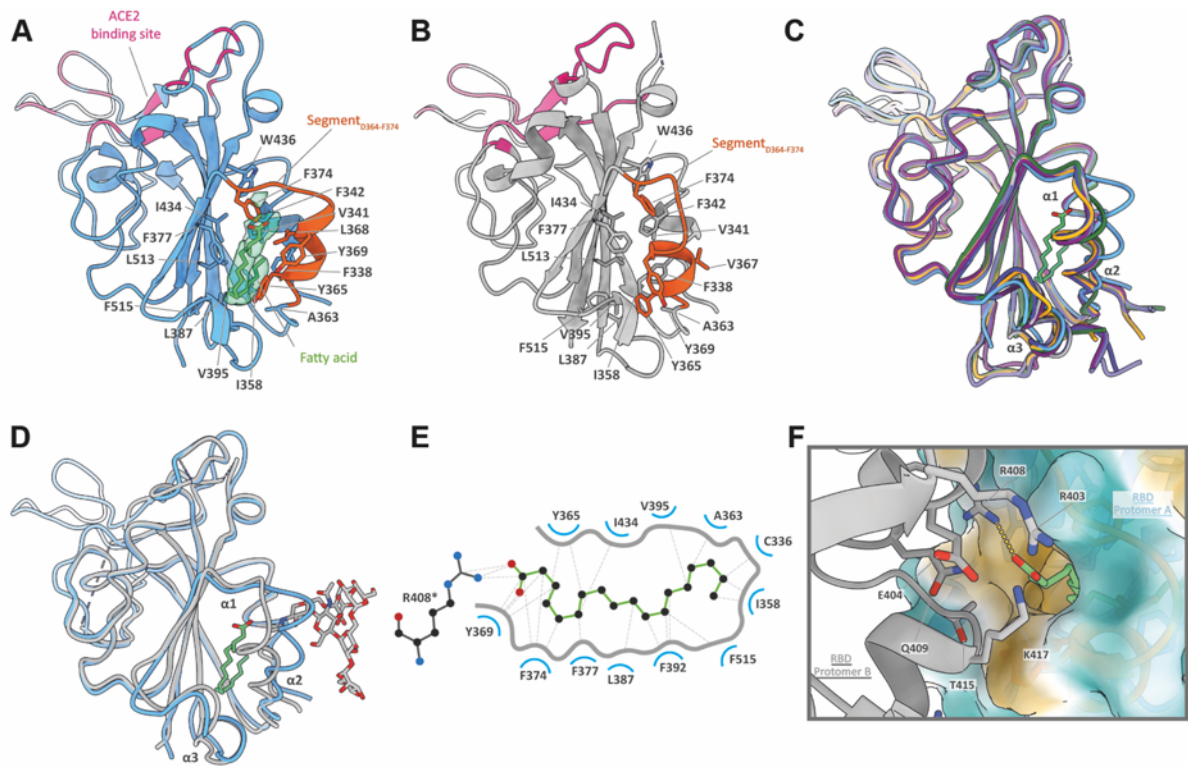 A
ACE2
binding site
Segment D364-F374
W436
F374
F342
V341
L368
Y369
F338
Y365
A363
I434
F377
L513
F515
L387
V395
I358
Fatty acid
B
W436
Segment D364-F374
F374
F342
V341
V367
F338
A363
Y369
Y365
I434
F377
L513
F515
V395
L387
I358
C
α1
α2
α3
D
α1
α2
α3
E
Y365
I434
V395
A363
C336
I358
F515
F392
L387
F377
F374
Y369
R408*
F
R408
R403
RBD
Protomer A
E404
Q409
K417
T415
RBD
Protomer B